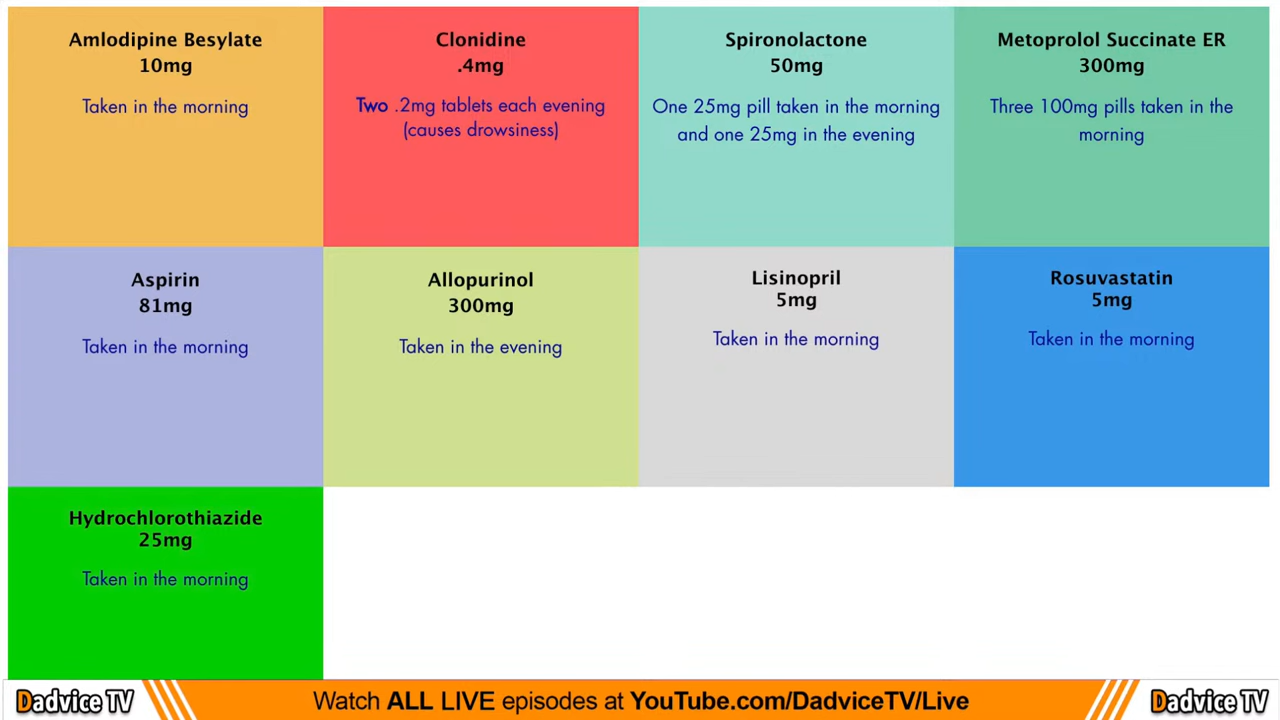 Amlodipine Besylate
10mg
Taken in the morning
Clonidine
.4mg
Two .2mg tablets each evening
(causes drowsiness)
Spironolactone
50mg
One 25mg pill taken in the morning
and one 25mg in the evening
Metoprolol Succinate ER
300mg
Three 100mg pills taken in the
morning
Aspirin
81mg
Taken in the morning
Allopurinol
300mg
Taken in the evening
Lisinopril
5mg
Taken in the morning
Rosuvastatin
5mg
Taken in the morning
Hydrochlorothiazide
25mg
Taken in the morning
Dadvice TV
Watch ALL LIVE episodes at YouTube.com/DadviceTV/Live
Dadvice TV